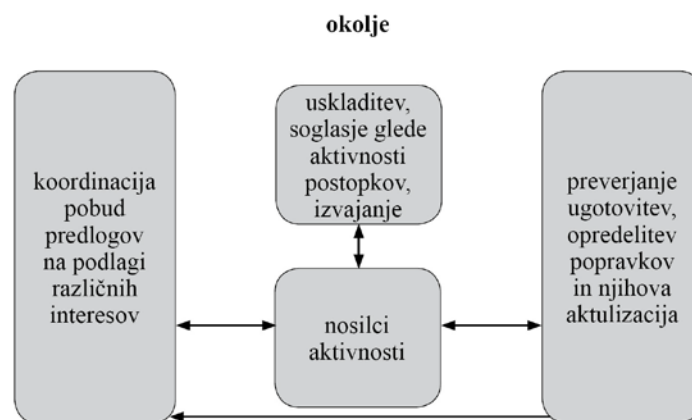 okolje
koordinacija
pobud
predlogov
na podlagi
različnih
interesov
uskladitev,
soglasje glede
aktivnosti
postopkov,
izvajanje
nosilci
aktivnosti
preverjanje
ugotovitev,
opredelitev
popravkov
in njihova
aktulizacija